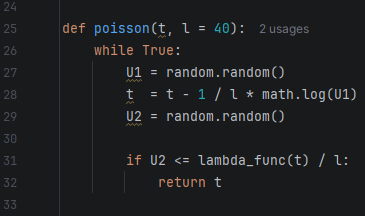 24
25 def poisson(t, l = 40): 2 usages
26 while True:
27 U1 = random.random()
28 t = t - 1 / l * math.log(U1)
29 U2 = random.random()
30
31 if U2 <= lambda_func(t) / l:
32 return t
33